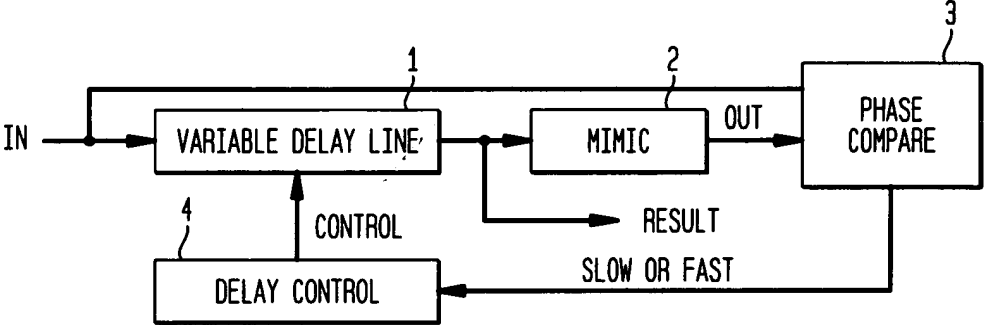 3
1
2
IN
VARIABLE DELAY LINE
MIMIC
OUT
PHASE
COMPARE
RESULT
4
CONTROL
SLOW OR FAST
DELAY CONTROL